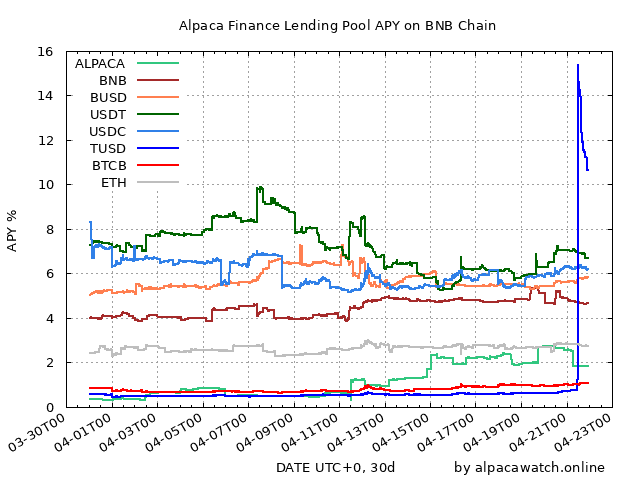 Alpaca Finance Lending Pool APY on BNB Chain
16
14
12
10
8
6
4
2
0
APY %
ALPACA
BNB
BUSD
USDT
USDC
TUSD
BTCB
ETH
03-30T00
04-01T00
04-03T00
04-05T00
04-07T00
04-09T00
04-11T00
04-13T00
04-15T00
04-17T00
04-19T00
04-21T00
04-23T00
DATE UTC+0, 30d
by alpacawatch.online